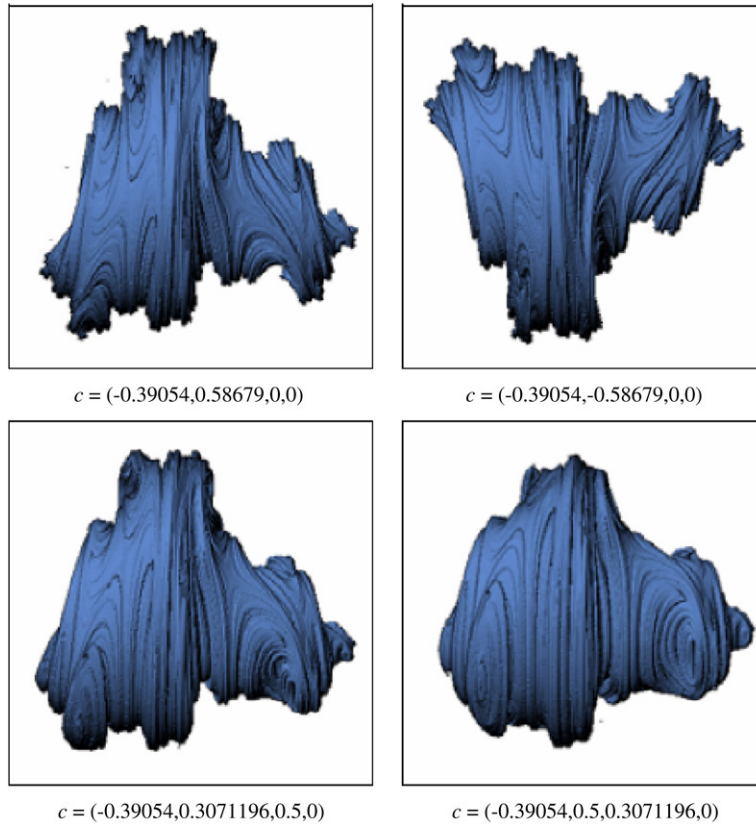 c = (-0.39054,0.58679,0,0)
c = (-0.39054,-0.58679,0,0)
c = (-0.39054,0.3071196,0.5,0)
c = (-0.39054,0.5,0.3071196,0)